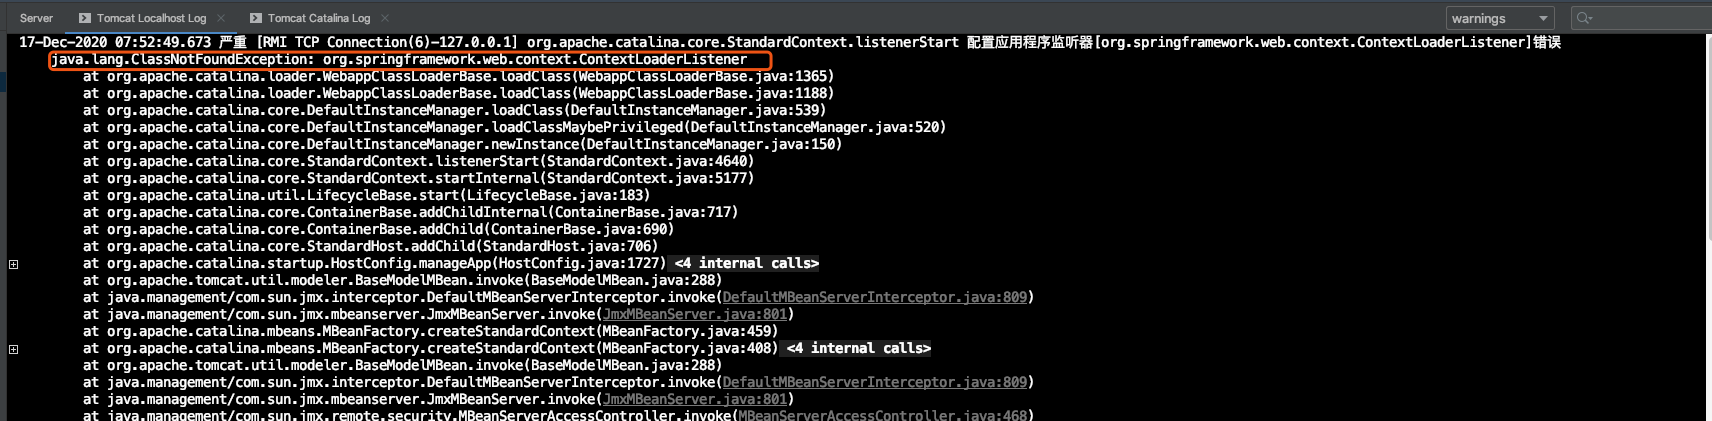 Server Tomcat Localhost Log Tomcat Catalina Log warnings
17-Dec-2020 07:52:49.673 严重 [RMI TCP Connection(6)-127.0.0.1] org.apache.catalina.core.StandardContext.listenerStart 配置应用程序监听器[org.springframework.web.context.ContextLoaderListener]错误
java.lang.ClassNotFoundException: org.springframework.web.context.ContextLoaderListener
at org.apache.catalina.loader.WebappClassLoaderBase.loadClass(WebappClassLoaderBase.java:1365)
at org.apache.catalina.loader.WebappClassLoaderBase.loadClass(WebappClassLoaderBase.java:1188)
at org.apache.catalina.core.DefaultInstanceManager.loadClass(DefaultInstanceManager.java:539)
at org.apache.catalina.core.DefaultInstanceManager.loadClassMaybePrivileged(DefaultInstanceManager.java:520)
at org.apache.catalina.core.DefaultInstanceManager.newInstance(DefaultInstanceManager.java:150)
at org.apache.catalina.core.StandardContext.listenerStart(StandardContext.java:4640)
at org.apache.catalina.core.StandardContext.startInternal(StandardContext.java:5177)
at org.apache.catalina.util.LifecycleBase.start(LifecycleBase.java:183)
at org.apache.catalina.core.ContainerBase.addChildInternal(ContainerBase.java:717)
at org.apache.catalina.core.ContainerBase.addChild(ContainerBase.java:690)
at org.apache.catalina.core.StandardHost.addChild(StandardHost.java:706)
at org.apache.catalina.startup.HostConfig.manageApp(HostConfig.java:1727) <4 internal calls>
at org.apache.tomcat.util.modeler.BaseModelMBean.invoke(BaseModelMBean.java:288)
at java.management/com.sun.jmx.interceptor.DefaultMBeanServerInterceptor.invoke(DefaultMBeanServerInterceptor.java:809)
at java.management/com.sun.jmx.mbeanserver.JmxMBeanServer.invoke(JmxMBeanServer.java:801)
at org.apache.catalina.mbeans.MBeanFactory.createStandardContext(MBeanFactory.java:459)
at org.apache.catalina.mbeans.MBeanFactory.createStandardContext(MBeanFactory.java:408) <4 internal calls>
at org.apache.tomcat.util.modeler.BaseModelMBean.invoke(BaseModelMBean.java:288)
at java.management/com.sun.jmx.interceptor.DefaultMBeanServerInterceptor.invoke(DefaultMBeanServerInterceptor.java:809)
at java.management/com.sun.jmx.mbeanserver.JmxMBeanServer.invoke(JmxMBeanServer.java:801)
at java.management/com.sun.jmx.remote.security.MBeanServerAccessController.invoke(MBeanServerAccessController.java:468)